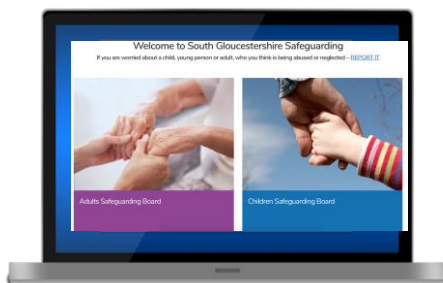 Welcome to South Gloucestershire Safeguarding
If you are worried about a child, young person or adult, who you think is being abused or neglected – REPORT IT
Adults Safeguarding Board
Children Safeguarding Board